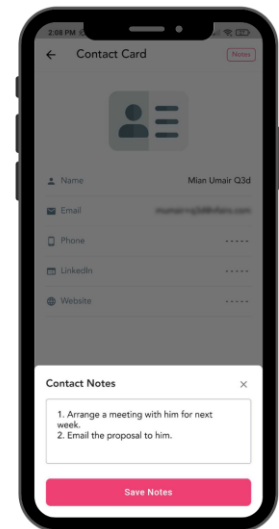 2:08 PM
Contact Card
Notes
Name
Mian Umair Q3d
Email
Phone
-----
LinkedIn
-----
Website
-----
Contact Notes
1. Arrange a meeting with him for next
week.
2. Email the proposal to him.
Save Notes